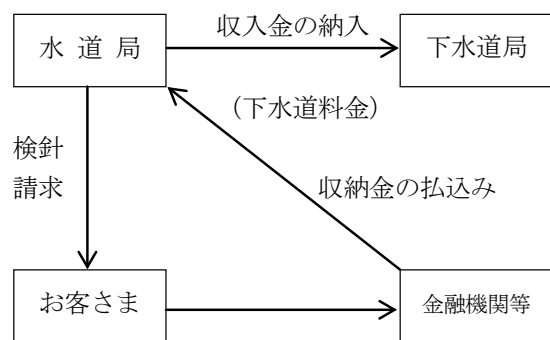 収入金の納入
水 道 局
下水道局
（下水道料金）
検針
請求
収納金の払込み
お客さま
金融機関等